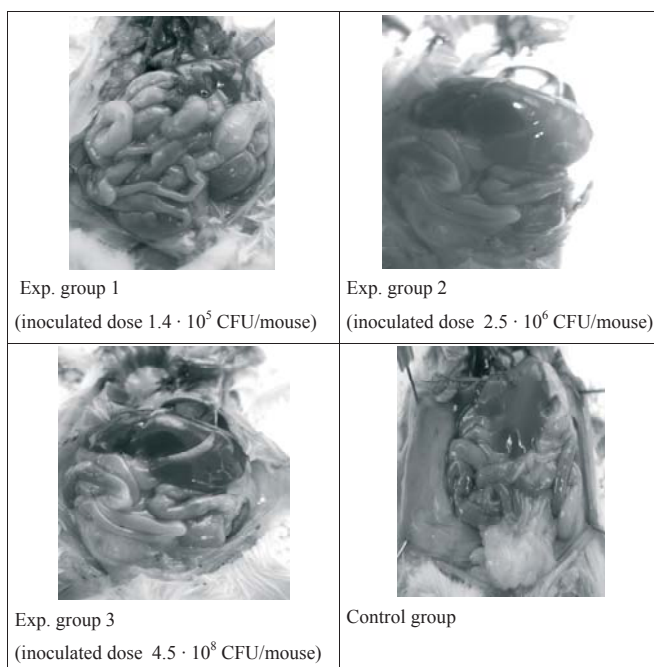 Exp. group 1
(inoculated dose 1.4 · 10⁵ CFU/mouse)
Exp. group 2
(inoculated dose 2.5 · 10⁶ CFU/mouse)
Exp. group 3
(inoculated dose 4.5 · 10⁸ CFU/mouse)
Control group